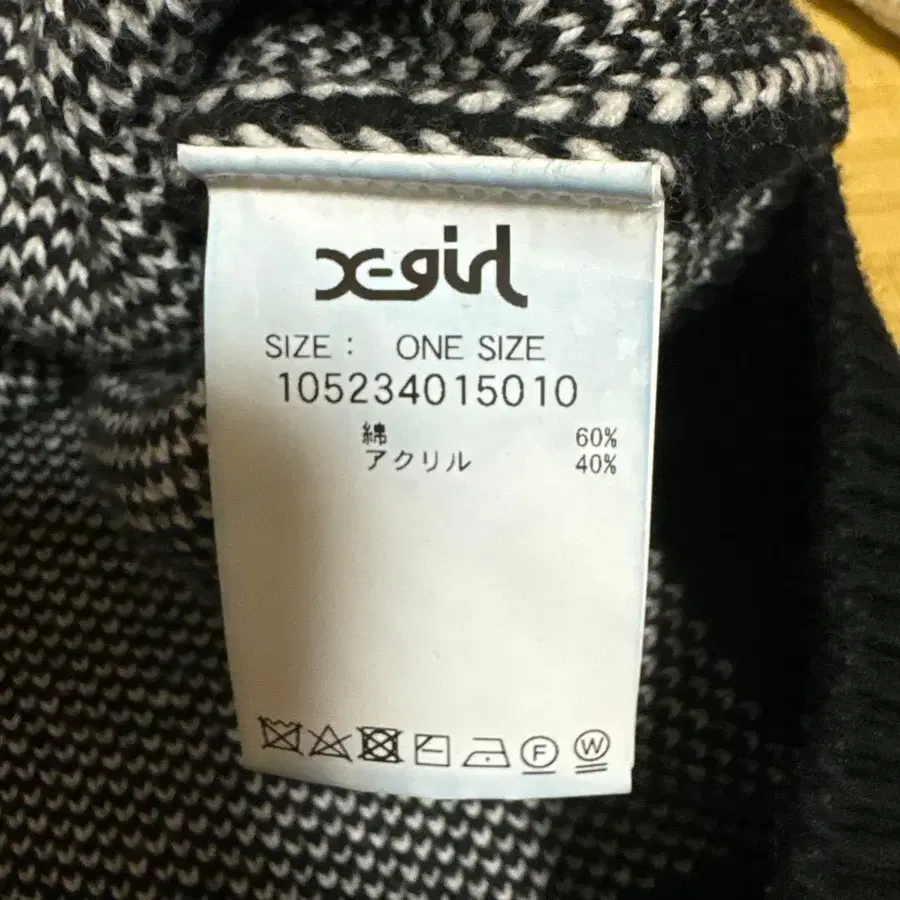 X-girl
SIZE : ONE SIZE
105234015010
綿 60%
アクリル 40%
F W